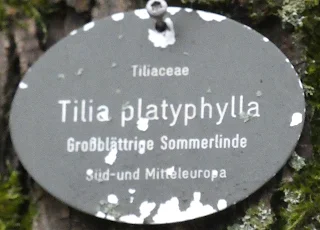 Tiliaceae
Tilia platyphylla
Großblättrige Sommerlinde
Süd-und Mitteleuropa